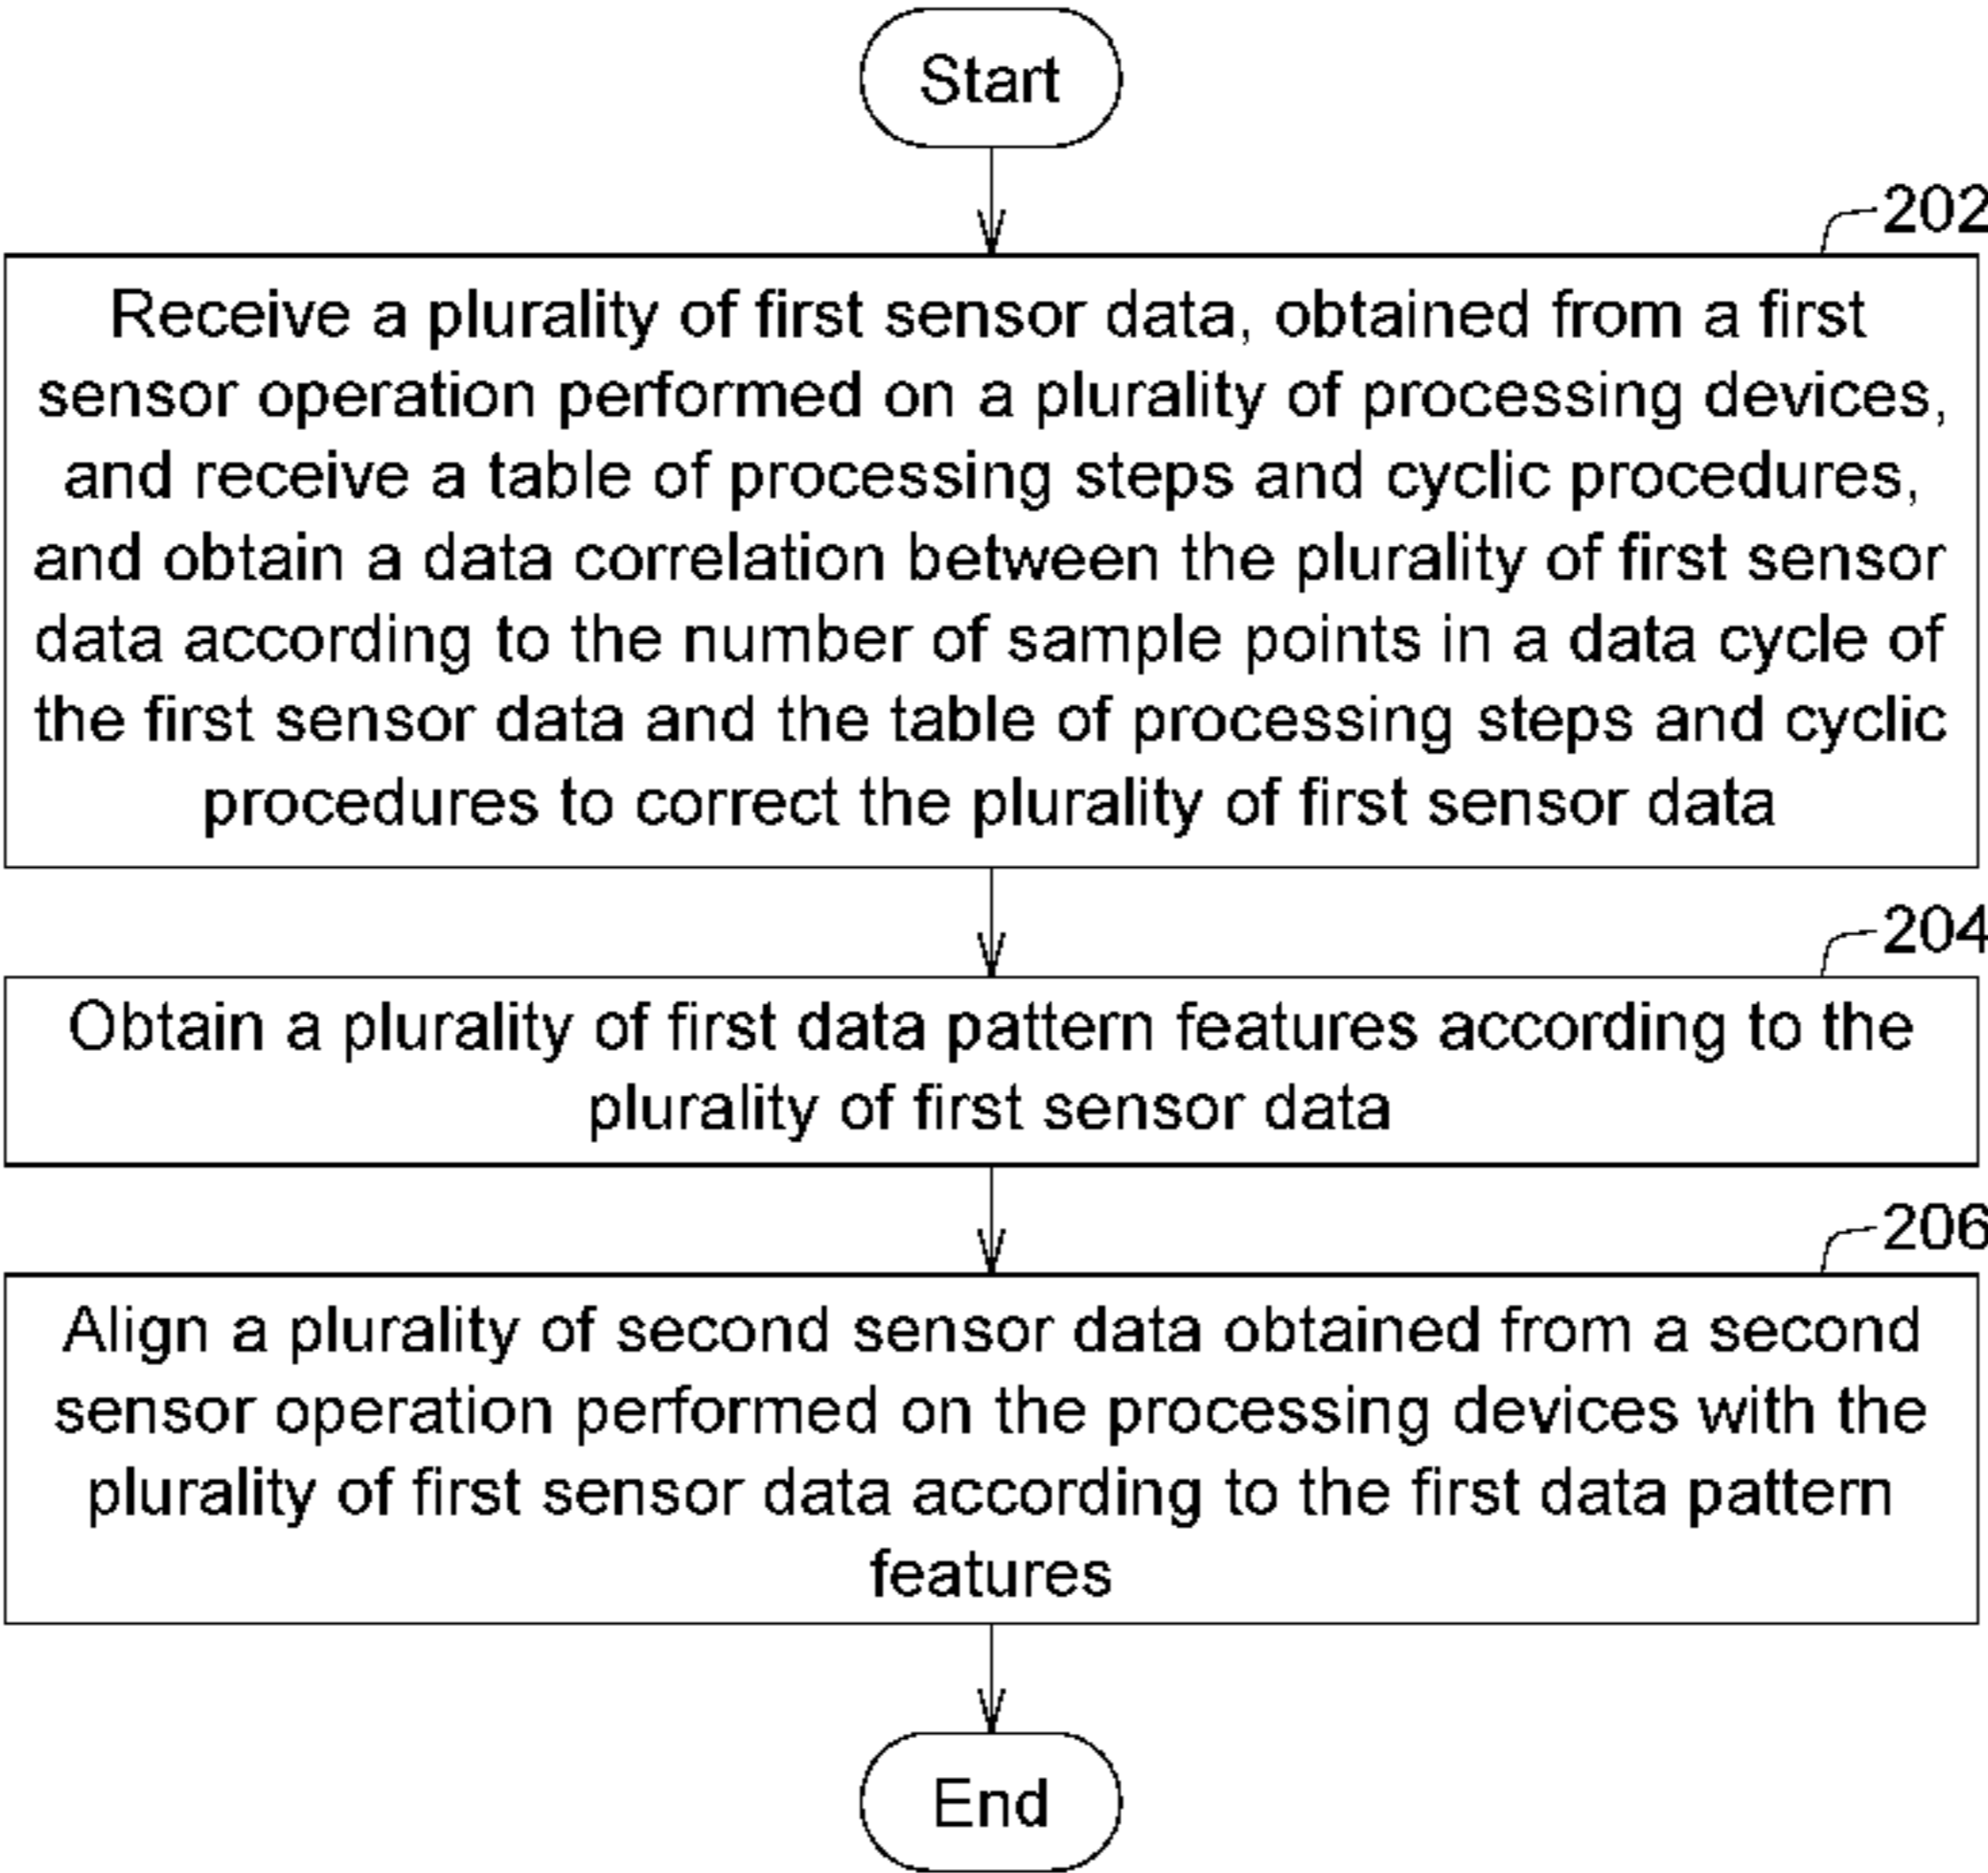 Start
202
Receive a plurality of first sensor data, obtained from a first
sensor operation performed on a plurality of processing devices,
and receive a table of processing steps and cyclic procedures,
and obtain a data correlation between the plurality of first sensor
data according to the number of sample points in a data cycle of
the first sensor data and the table of processing steps and cyclic
procedures to correct the plurality of first sensor data
204
Obtain a plurality of first data pattern features according to the
plurality of first sensor data
206
Align a plurality of second sensor data obtained from a second
sensor operation performed on the processing devices with the
plurality of first sensor data according to the first data pattern
features
End